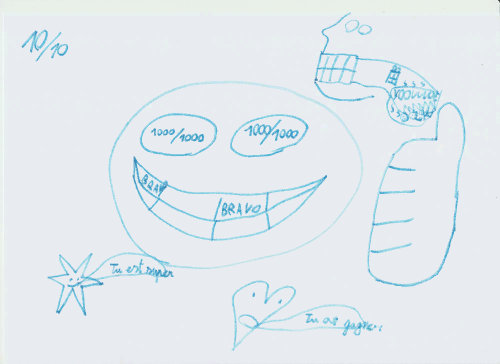 10/10
1000/1000
1000/1000
BRAVO
BRAVO
Tu est super
Tu as gagner